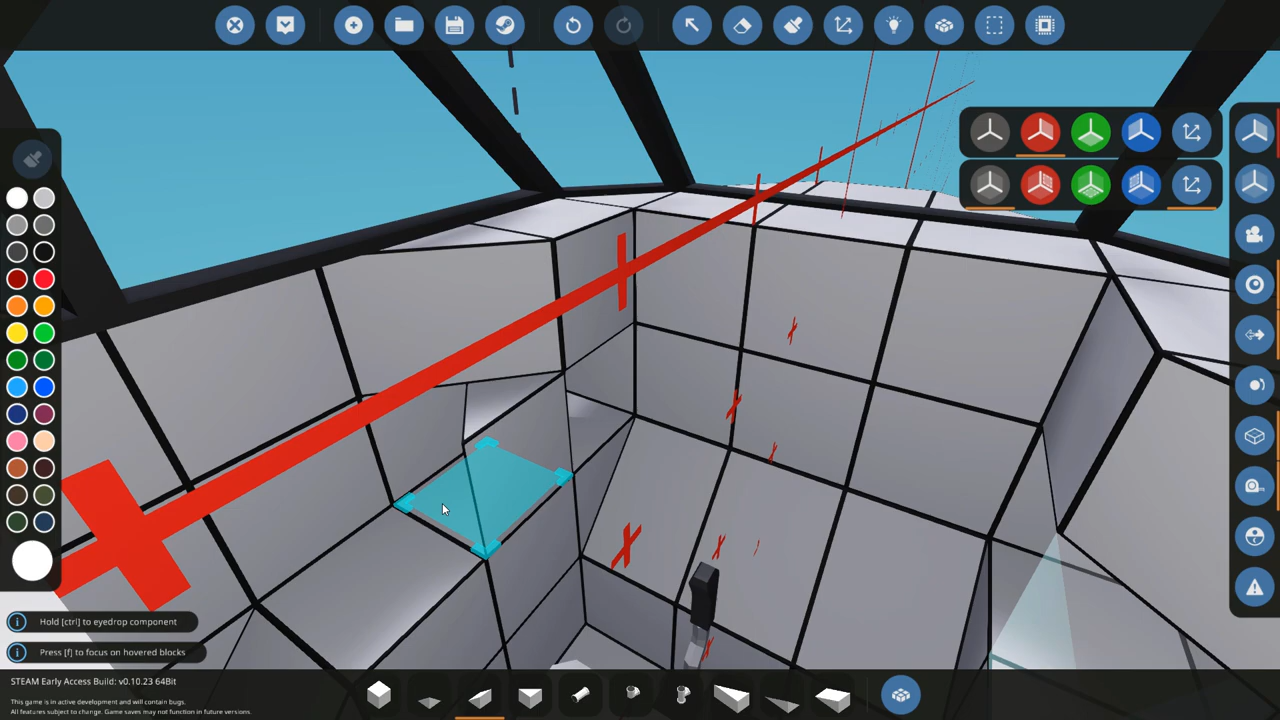 Hold [ctrl] to eyedrop component
Press [f] to focus on hovered blocks
STEAM Early Access Build: v0.10.23 64Bit
This game is in active development and will contain bugs.
All features subject to change. Game saves may not function in future versions.